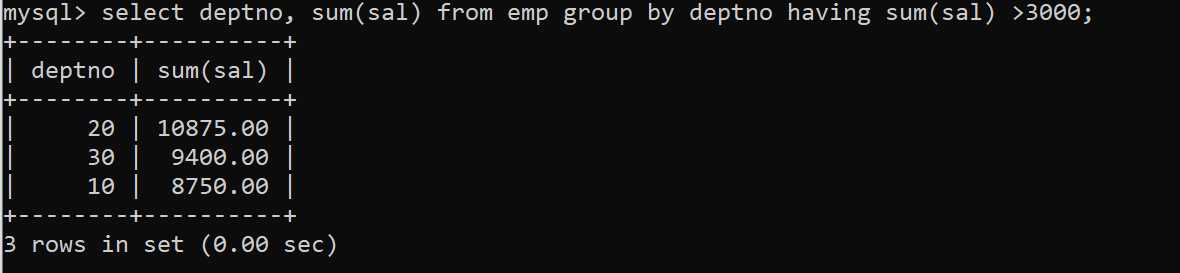 mysql> select deptno, sum(sal) from emp group by deptno having sum(sal) >3000;
+--------+----------+
| deptno | sum(sal) |
+--------+----------+
|     20 | 10875.00 |
|     30 |  9400.00 |
|     10 |  8750.00 |
+--------+----------+
3 rows in set (0.00 sec)